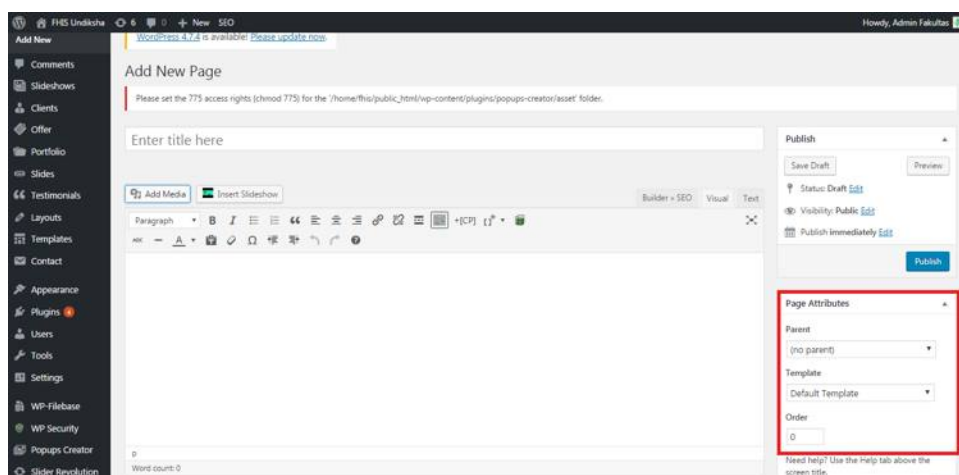 FHIS Undiksha 6 0 New SEO Howdy, Admin Fakultas
Add New
Comments
Slideshows
Clients
Offer
Portfolio
Slides
Testimonials
Layouts
Templates
Contact
Appearance
Plugins 4
Users
Tools
Settings
WP-Filebase
WP Security
Popups Creator
Slider Revolution
WordPress 4.7.4 is available! Please update now.
Add New Page
Please set the 775 access rights (chmod 775) for the '/home/fhis/public_html/wp-content/plugins/popups-creator/asset' folder.
Enter title here
Add Media Insert Slideshow
Builder + SEO Visual Text
Paragraph B I +[CP]
ABC A Ω
0
Word count: 0
Publish
Save Draft Preview
Status: Draft Edit
Visibility: Public Edit
Publish immediately Edit
Publish
Page Attributes
Parent
(no parent)
Template
Default Template
Order
0
Need help? Use the Help tab above the
screen title.